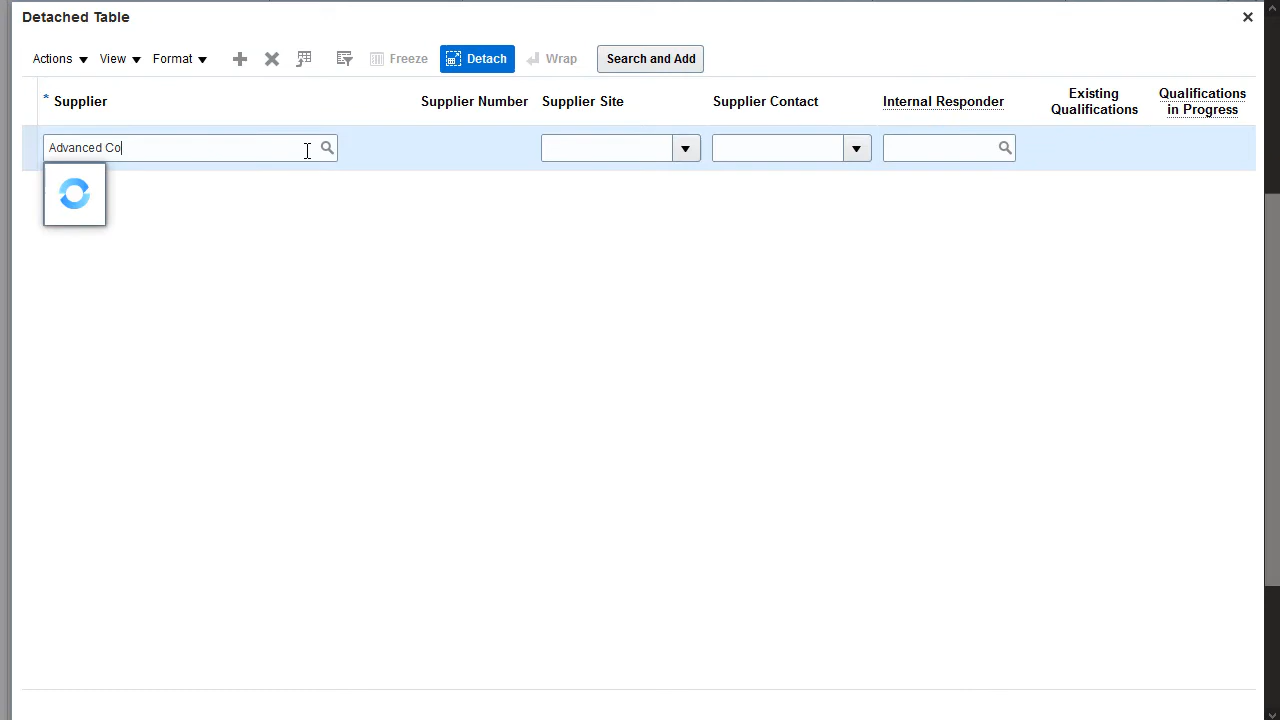 Detached Table
Actions View Format Freeze Detach Wrap Search and Add
* Supplier Supplier Number Supplier Site Supplier Contact Internal Responder Existing Qualifications Qualifications in Progress
Advanced Co